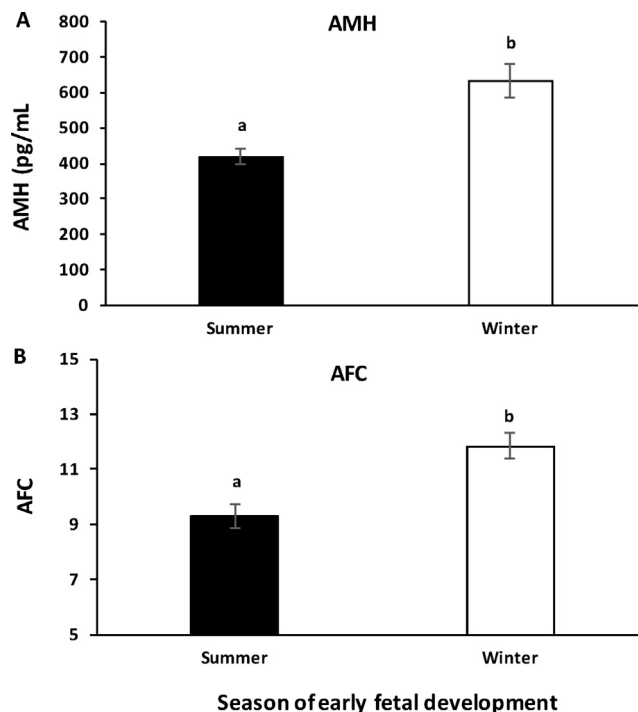 A
AMH
AMH (pg/mL
800
700
600
500
400
300
200
100
0
a
b
Summer
Winter
B
AFC
AFC
15
13
11
9
7
5
a
b
Summer
Winter
Season of early fetal development